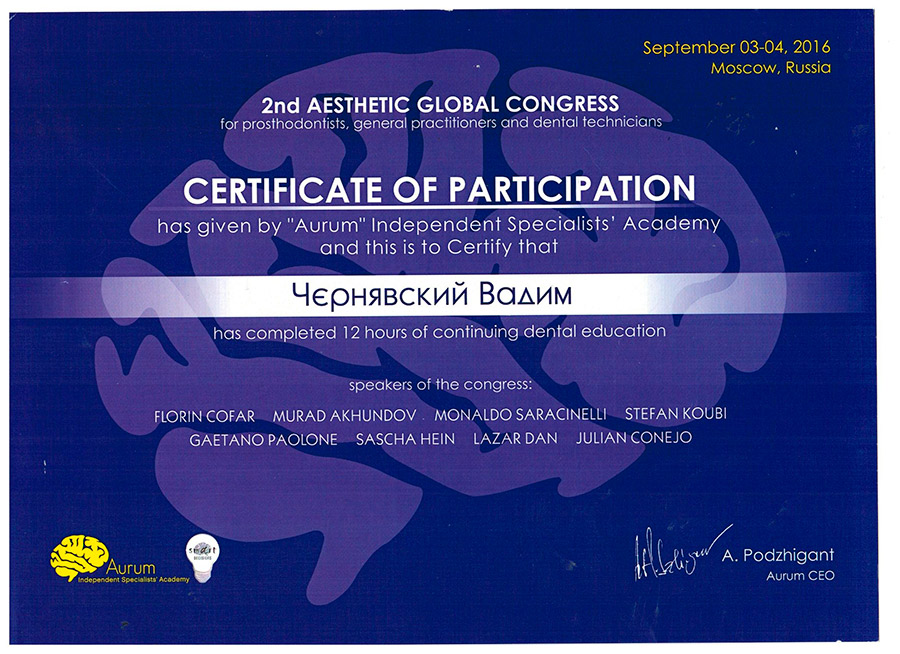 September 03-04, 2016
Moscow, Russia
2nd AESTHETIC GLOBAL CONGRESS
for prosthodontists, general practitioners and dental technicians
CERTIFICATE OF PARTICIPATION
has given by "Aurum" Independent Specialists' Academy
and this is to Certify that
Чернявский Вадим
has completed 12 hours of continuing dental education
speakers of the congress:
FLORIN COFAR MURAD AKHUNDOV MONALDO SARACINELLI STEFAN KOUBI
GAETANO PAOLONE SASCHA HEIN LAZAR DAN JULIAN CONEJO
Aurum
Independent Specialists' Academy
A. Podzhigant
Aurum CEO